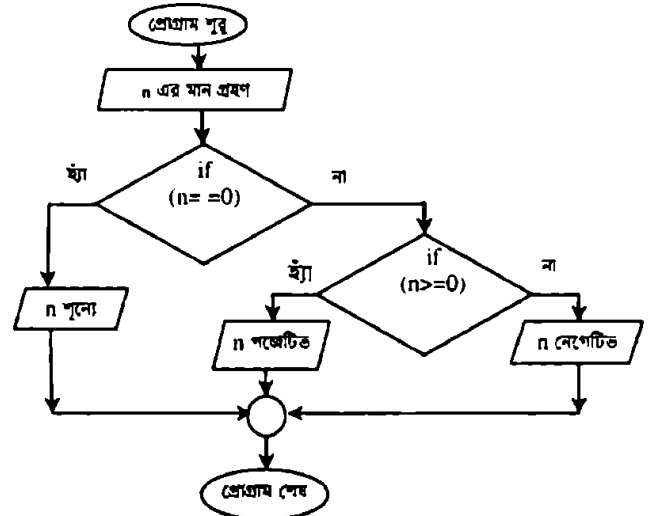 প্রোগ্রাম শুরু
n এর মান গ্রহণ
if
(n= =0)
হ্যাঁ
না
if
(n>=0)
হ্যাঁ
না
n শূন্যে
n পজেটিভ
n নেগেটিভ
প্রোগ্রাম শেষ